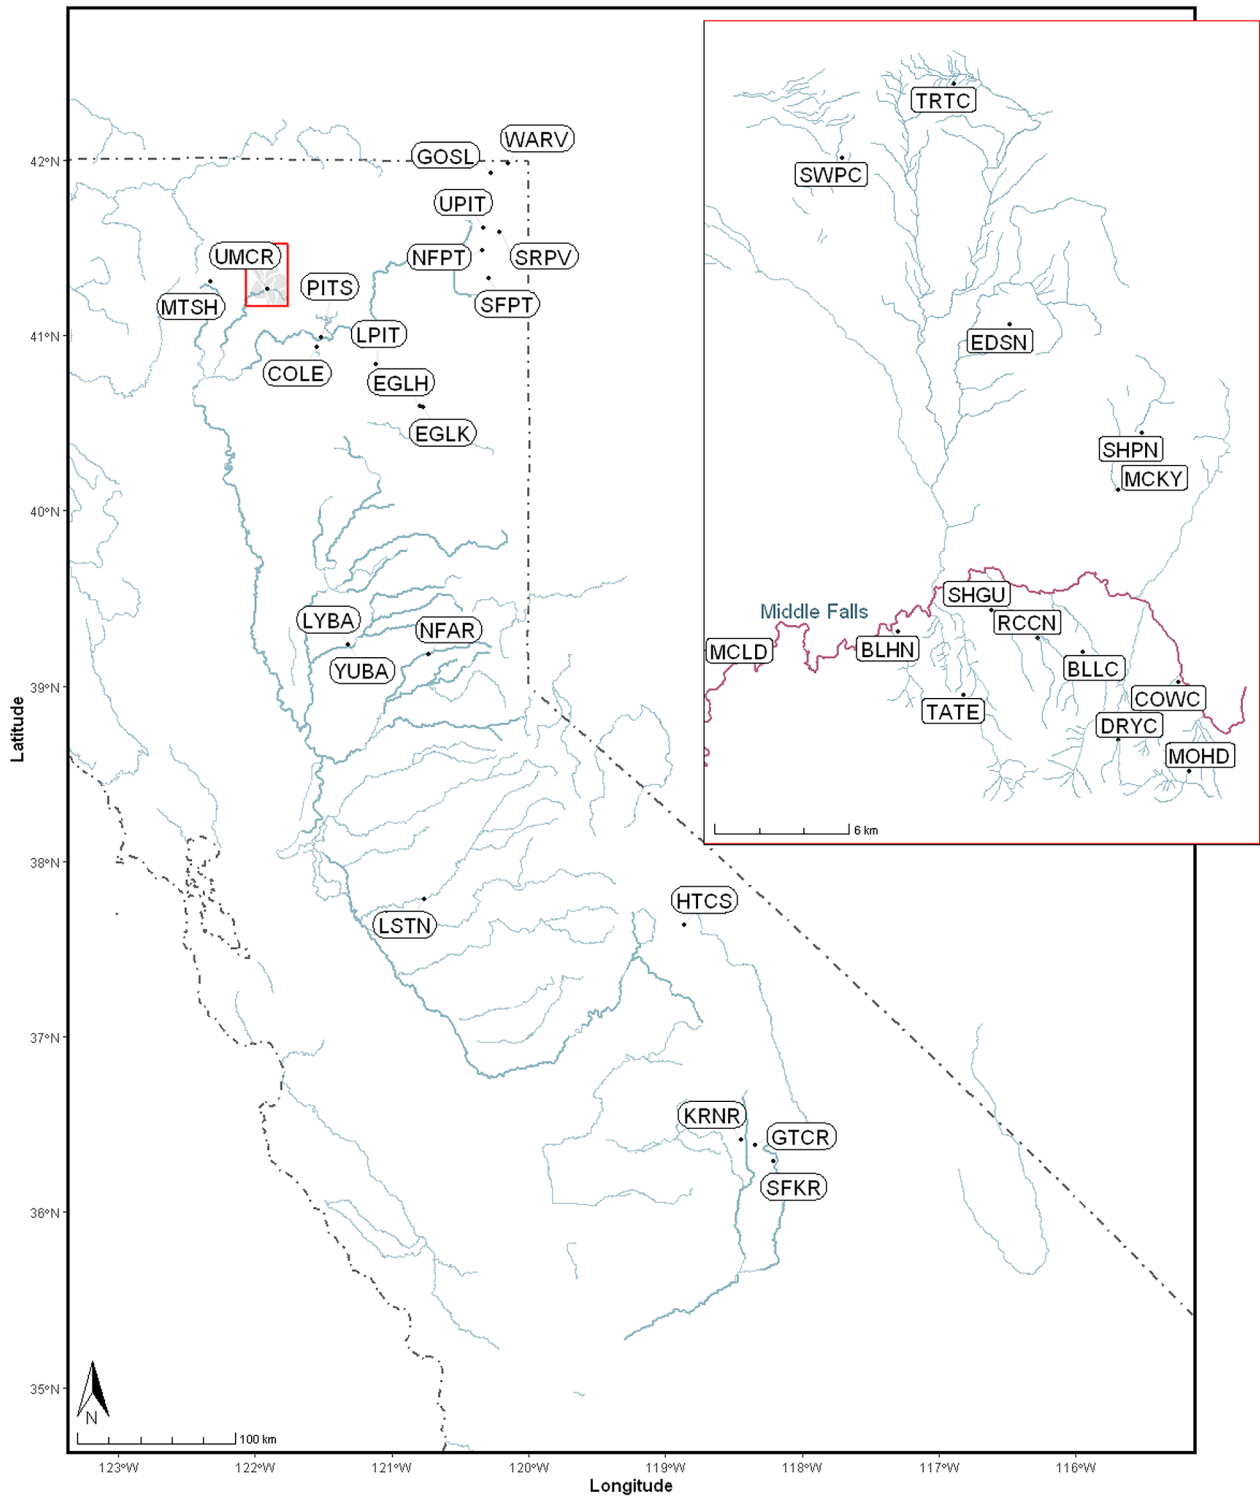 WARV
GOSL
42°N
UPIT
UMCR
NFPT
SRPV
PITS
MTSH
SFPT
41°N
LPIT
COLE
EGLH
EGLK
40°N
LYBA
NFAR
YUBA
39°N
38°N
HTCS
LSTN
37°N
KRNR
GTCR
SFKR
36°N
35°N
Latitude
N
100 km
123°W
122°W
121°W
120°W
119°W
118°W
117°W
116°W
Longitude
TRTC
SWPC
EDSN
SHPN
MCKY
SHGU
Middle Falls
RCCN
MCLD
BLHN
BLLC
COWC
TATE
DRYC
MOHD
6 km